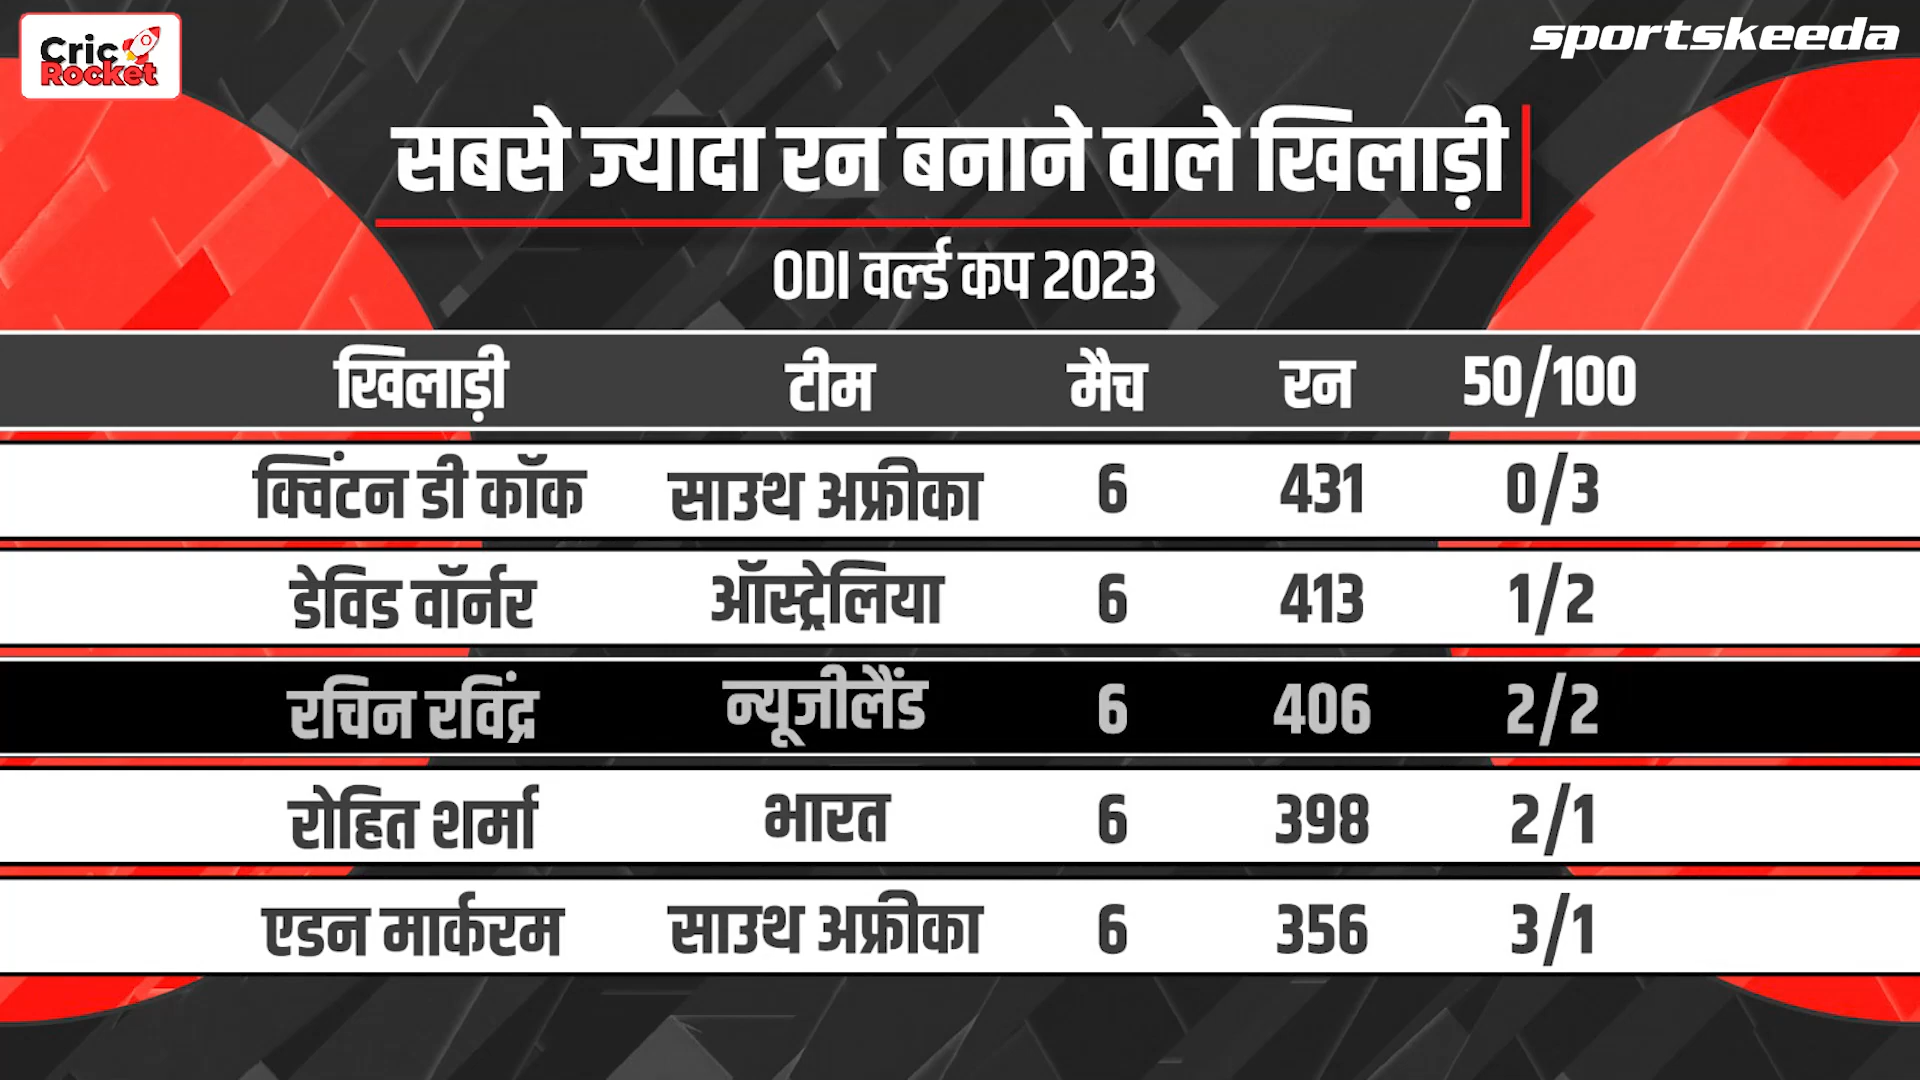 Cric
Rocket
sportskeeda
सबसे ज्यादा रन बनाने वाले खिलाड़ी
ODI वर्ल्ड कप 2023
खिलाड़ी टीम मैच रन 50/100
क्विंटन डी कॉक साउथ अफ्रीका 6 431 0/3
डेविड वॉर्नर ऑस्ट्रेलिया 6 413 1/2
रचिन रविंद्र न्यूजीलैंड 6 406 2/2
रोहित शर्मा भारत 6 398 2/1
एडन मार्करम साउथ अफ्रीका 6 356 3/1